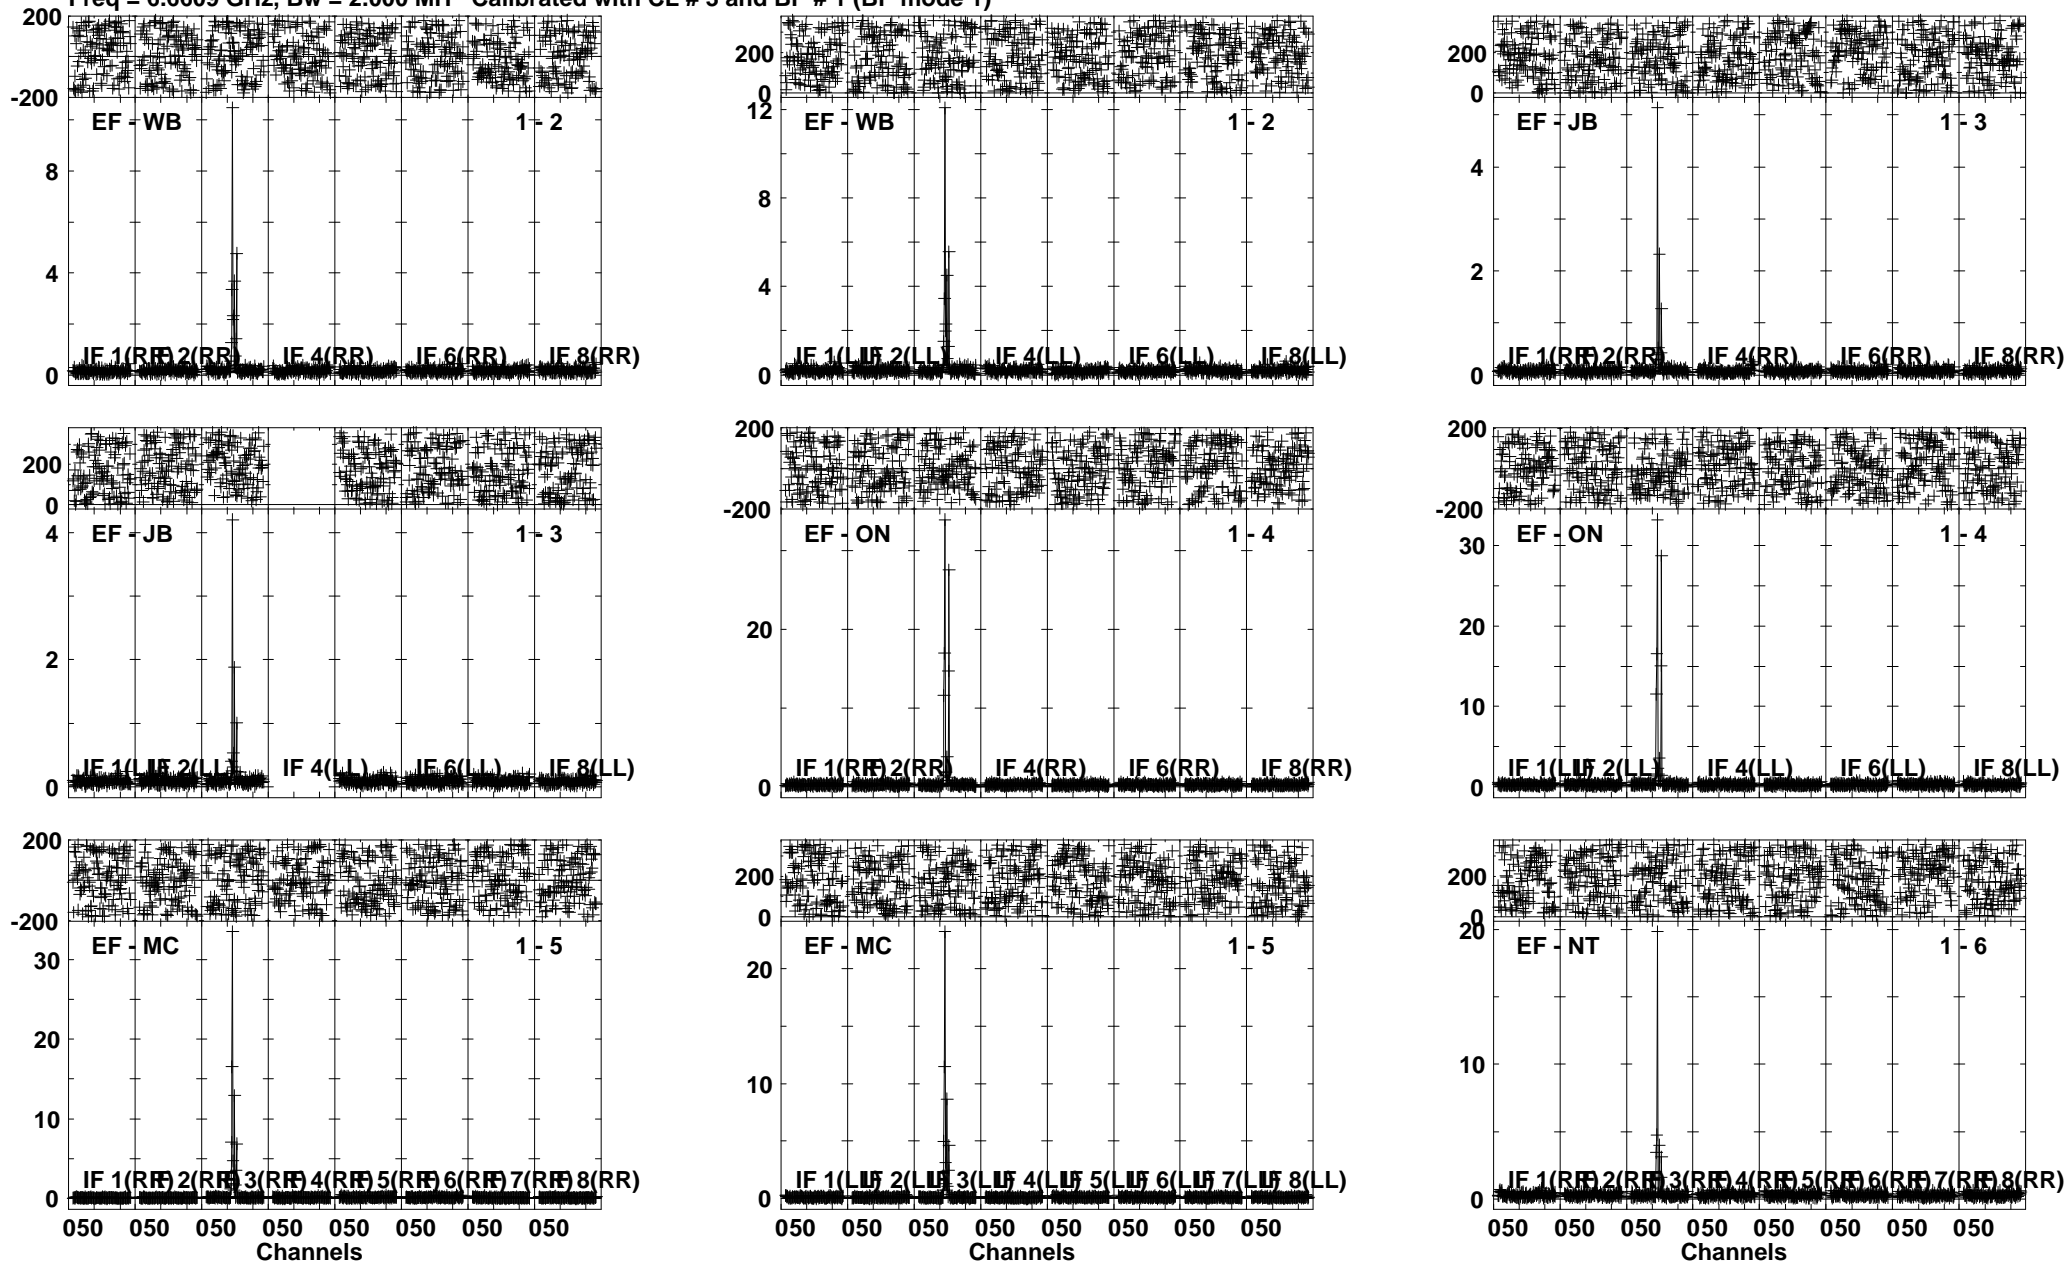 Freq = 6.6609 GHz, Bw = 2.000 MH Calibrated with CL # 3 and BP # 1 (BP mode 1)
200
-200
EF - WB 1 - 2
8
4
0
IF 1(RR) IF 2(RR) IF 4(RR) IF 6(RR) IF 8(RR)
200
0
12
EF - WB 1 - 2
8
4
0
IF 1(LL) IF 2(LL) IF 4(LL) IF 6(LL) IF 8(LL)
200
0
EF - JB 1 - 3
4
2
0
IF 1(RR) IF 2(RR) IF 4(RR) IF 6(RR) IF 8(RR)
200
0
4
EF - JB 1 - 3
2
0
IF 1(LL) IF 2(LL) IF 4(LL) IF 6(LL) IF 8(LL)
200
-200
EF - ON 1 - 4
20
0
IF 1(RR) IF 2(RR) IF 4(RR) IF 6(RR) IF 8(RR)
200
-200
EF - ON 1 - 4
30
20
10
0
IF 1(LL) IF 2(LL) IF 4(LL) IF 6(LL) IF 8(LL)
200
-200
EF - MC 1 - 5
30
20
10
0
IF 1(RR) IF 2(RR) IF 3(RR) IF 4(RR) IF 5(RR) IF 6(RR) IF 7(RR) IF 8(RR)
050 050 050 050 050 050 050 050
Channels
200
0
EF - MC 1 - 5
20
10
0
IF 1(LL) IF 2(LL) IF 3(LL) IF 4(LL) IF 5(LL) IF 6(LL) IF 7(LL) IF 8(LL)
050 050 050 050 050 050 050 050
Channels
200
0
20
EF - NT 1 - 6
10
0
IF 1(RR) IF 2(RR) IF 3(RR) IF 4(RR) IF 5(RR) IF 6(RR) IF 7(RR) IF 8(RR)
050 050 050 050 050 050 050 050
Channels